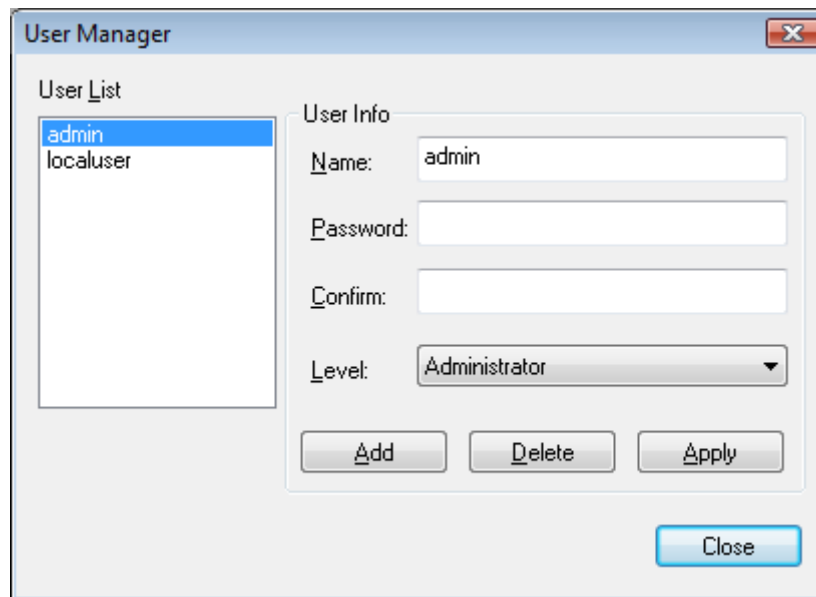 User Manager
User List
admin
localuser
User Info
Name:
admin
Password:
Confirm:
Level:
Administrator
Add
Delete
Apply
Close